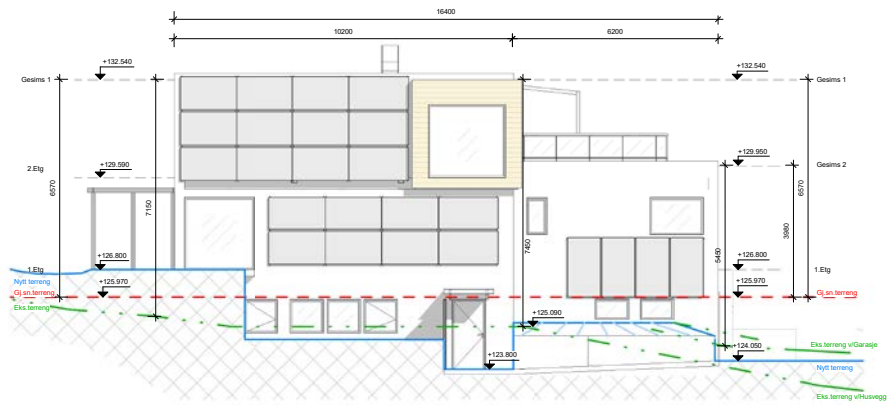 16400
10200
6200
+132.540
+132.540
Gesims 1
Gesims 1
+129.950
Gesims 2
+129.590
2.Etg
6570
7150
7450
5450
3980
6570
+126.800
+126.800
1.Etg
1.Etg
Nytt terreng
+125.970
+125.970
Gj.sn.terreng
Gj.sn.terreng
Eks.terreng
+125.090
+124.050
Eks.terreng v/Garasje
+123.800
Nytt terreng
Eks.terreng v/Husvegg